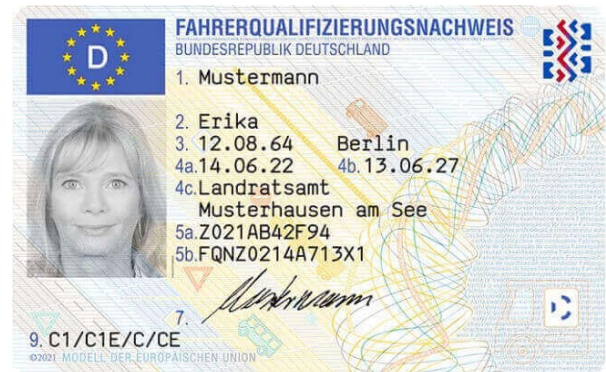 D
FAHRERQUALIFIZIERUNGSNACHWEIS
BUNDESREPUBLIK DEUTSCHLAND
1. Mustermann
2. Erika
3. 12.08.64 Berlin
4a. 14.06.22 4b. 13.06.27
4c. Landratsamt
Musterhausen am See
5a. Z021AB42F94
5b. FQNZ0214A713X1
7. Mustermann
9. C1/C1E/C/CE
©2021 MODELL DER EUROPÄISCHEN UNION